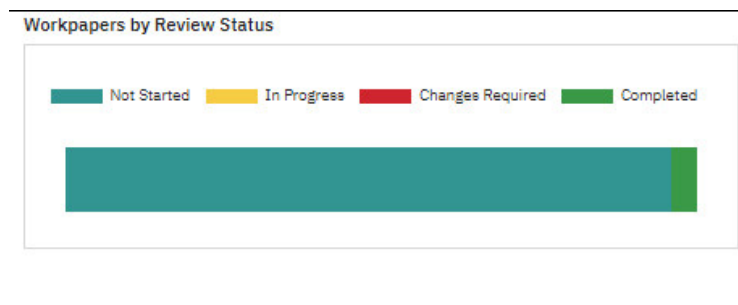 Workpapers by Review Status
Not Started In Progress Changes Required Completed